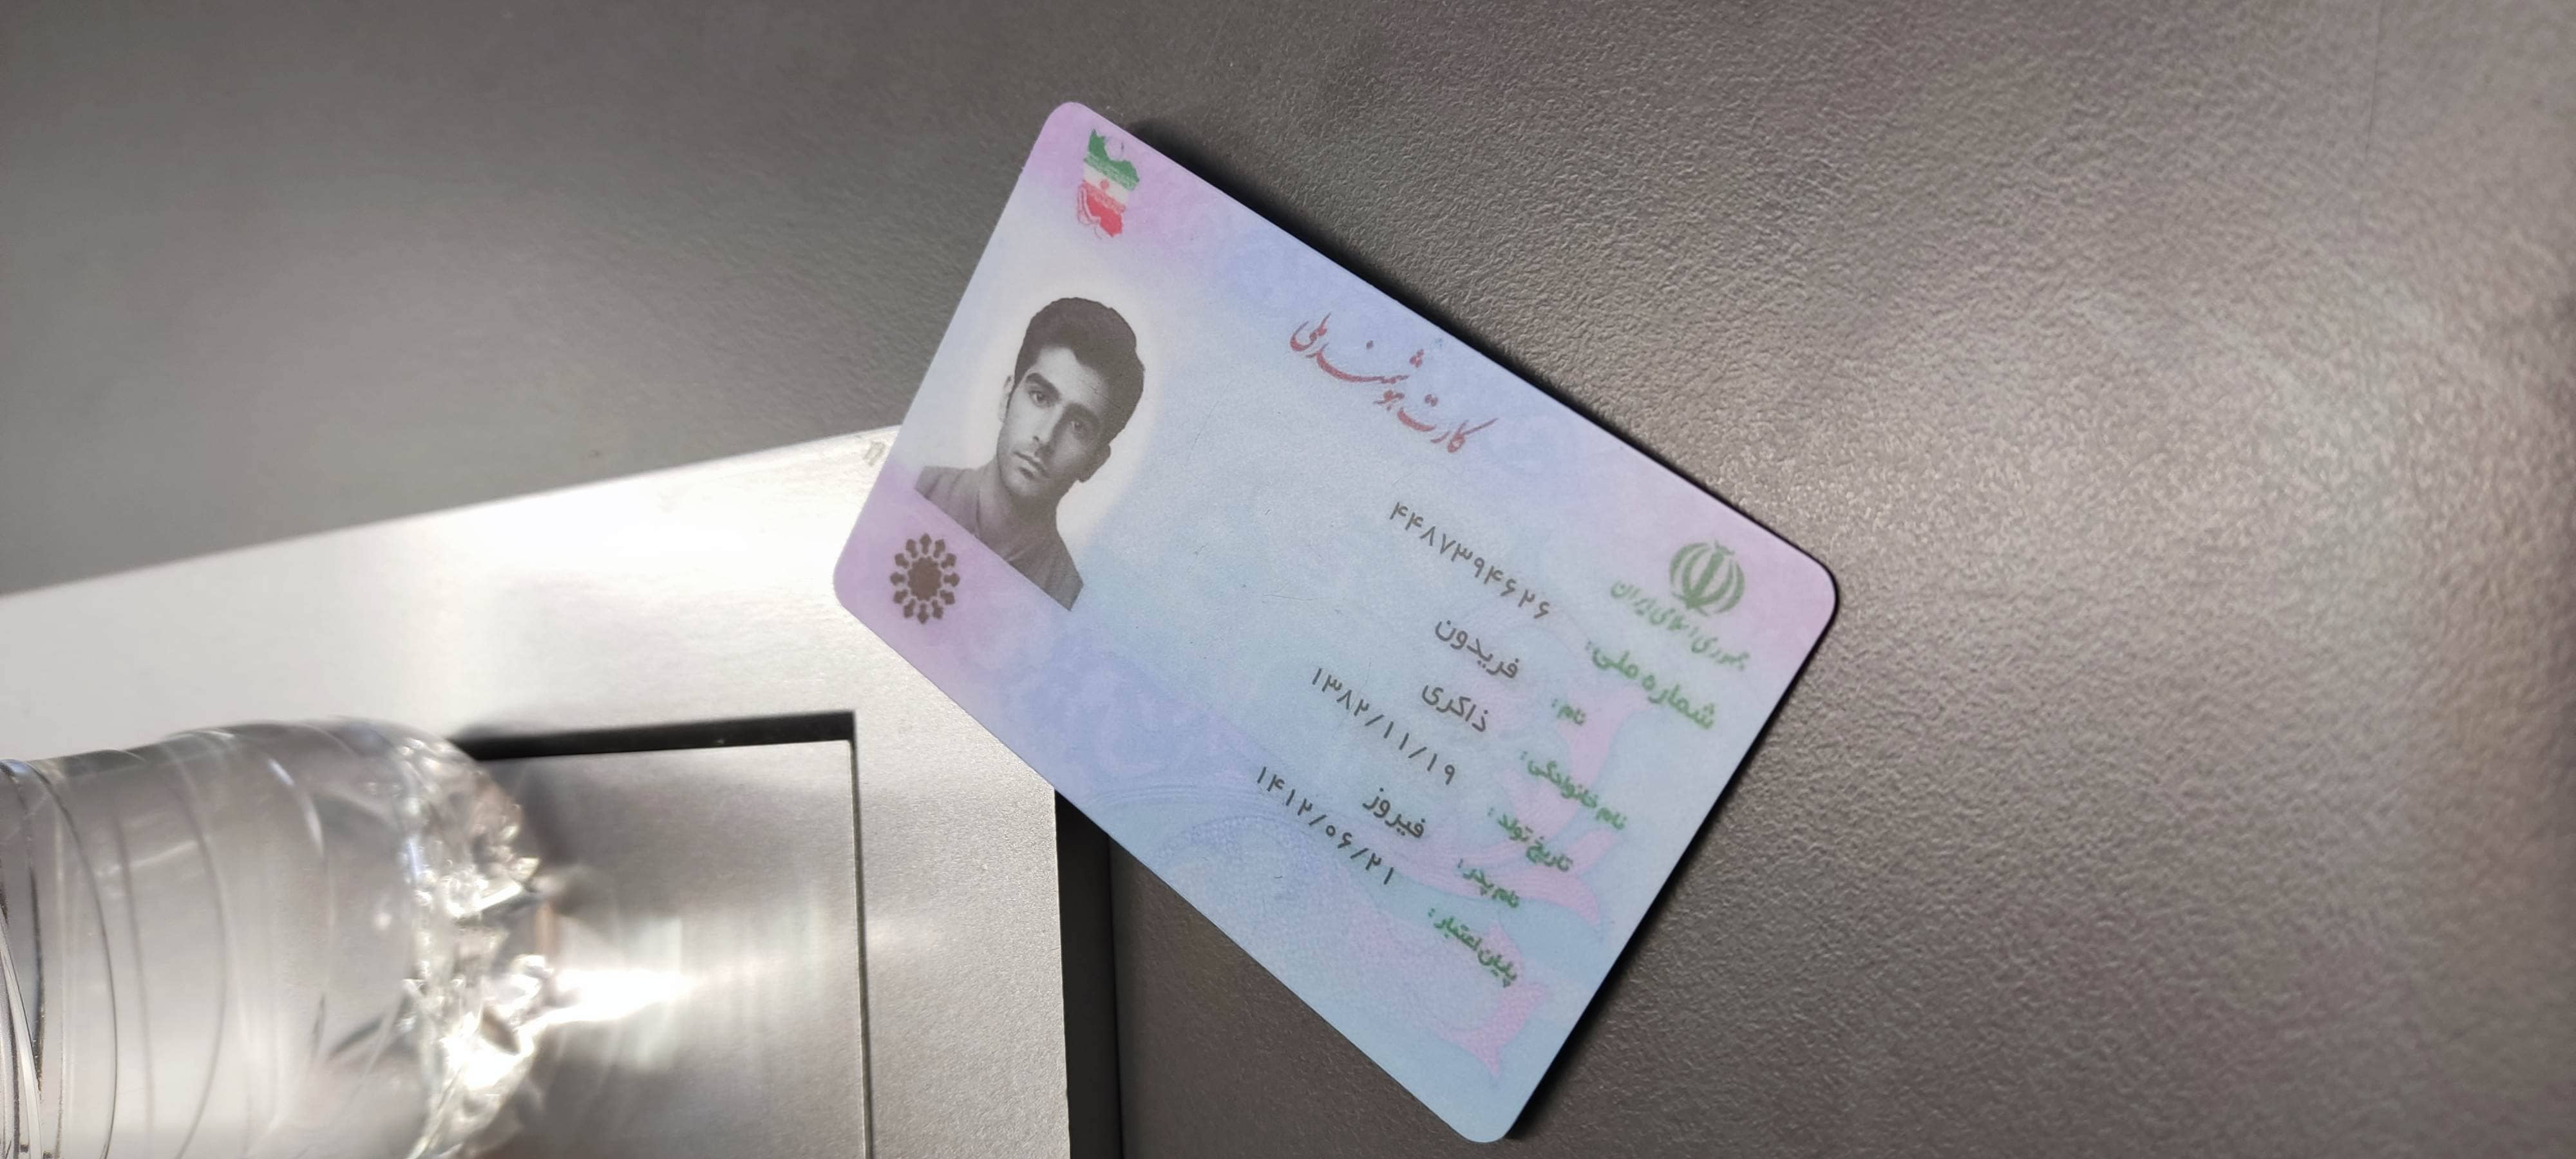 کارت هوشمند ملی
جمهوری اسلامی ایران
شماره ملی: ۴۴۸۷۳۹۴۶۲۶
نام: فریدون
نام خانوادگی: ذاکری
تاریخ تولد: ۱۳۸۲/۱۱/۱۹
نام پدر: فیروز
پایان اعتبار: ۱۴۱۲/۰۶/۲۱